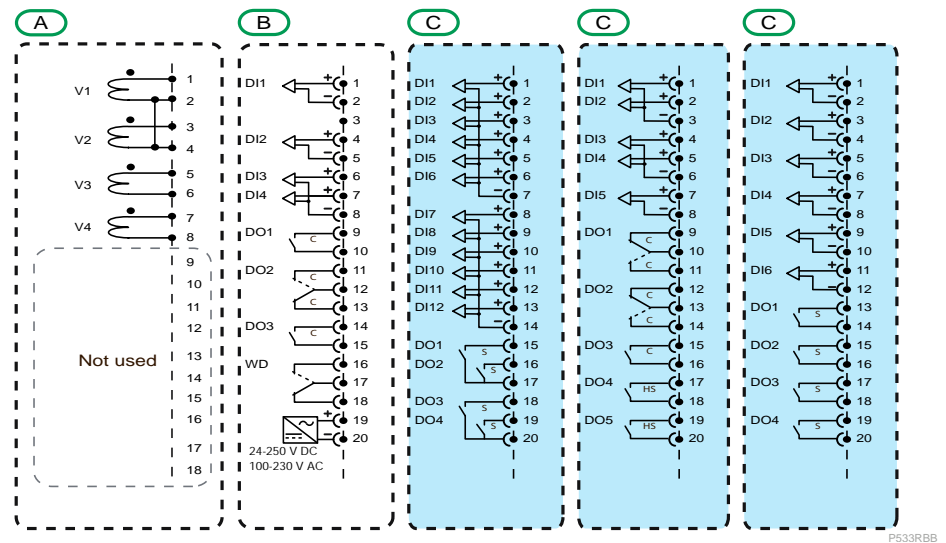 A
V1
V2
V3
V4
1
2
3
4
5
6
7
8
9
10
11
12
13
14
15
16
17
18
Not used
B
DI1
+ 1
– 2
3
DI2 + 4
– 5
DI3 + 6
DI4 + 7
– 8
DO1 C 9
10
DO2 C 11
12
C 13
DO3 C 14
15
WD 16
17
18
+ 19
– 20
24-250 V DC
100-230 V AC
C
DI1 + 1
DI2 + 2
DI3 + 3
DI4 + 4
DI5 + 5
DI6 + 6
– 7
DI7 + 8
DI8 + 9
DI9 + 10
DI10 + 11
DI11 + 12
DI12 + 13
– 14
DO1 S 15
DO2 S 16
17
DO3 S 18
DO4 S 19
20
C
DI1 + 1
DI2 + 2
– 3
DI3 + 4
DI4 + 5
– 6
DI5 + 7
– 8
DO1 C 9
10
C 11
DO2 C 12
13
C 14
DO3 C 15
16
DO4 HS 17
18
DO5 HS 19
20
C
DI1 + 1
– 2
DI2 + 3
– 4
DI3 + 5
– 6
DI4 + 7
– 8
DI5 + 9
– 10
DI6 + 11
– 12
DO1 S 13
14
DO2 S 15
16
DO3 S 17
18
DO4 S 19
20
P533RBB